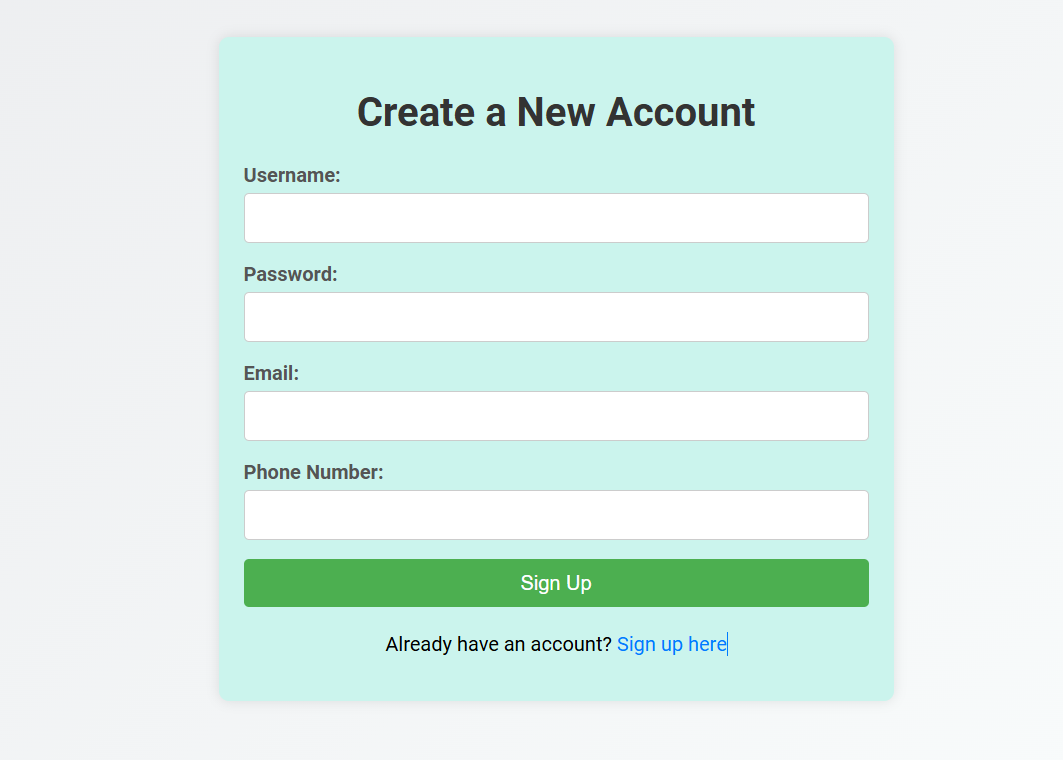 Create a New Account
Username:
Password:
Email:
Phone Number:
Sign Up
Already have an account? Sign up here